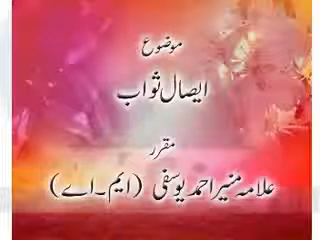 موضوع
ایصال ثواب
مقرر
علامہ منیر احمد یوسفی (ایم۔اے)